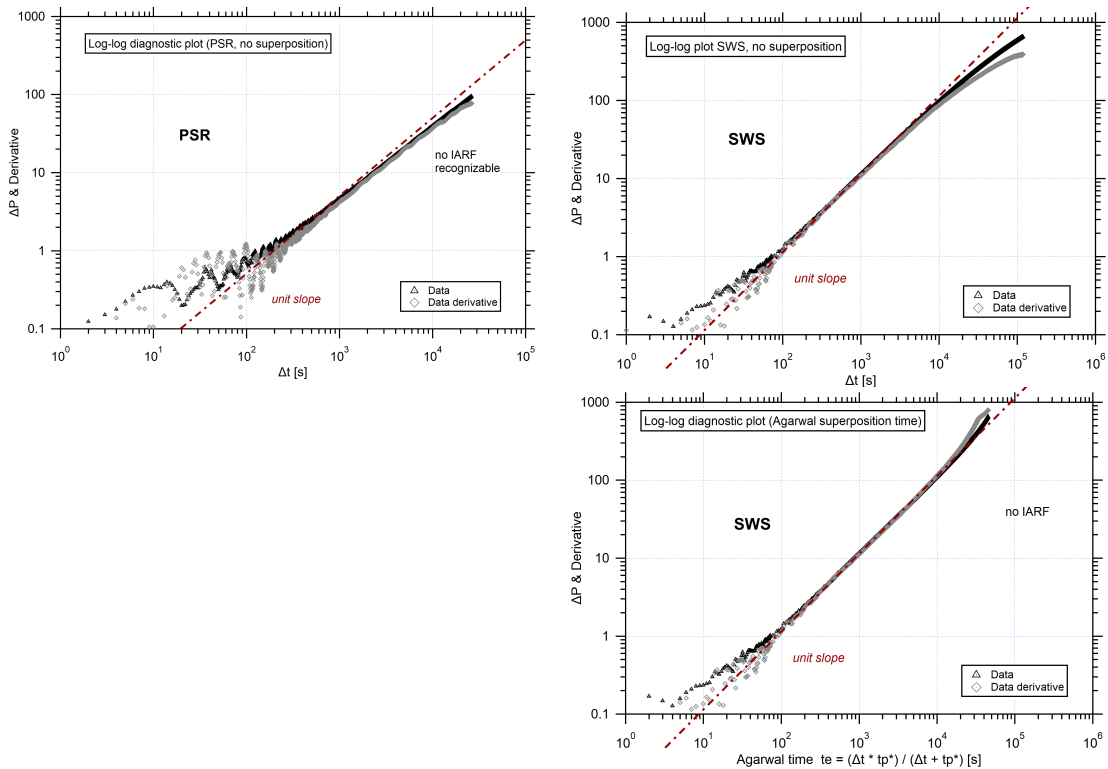 1000
100
10
1
0.1
ΔP & Derivative
Log-log diagnostic plot (PSR, no superposition)
PSR
no IARF
recognizable
unit slope
Data
Data derivative
10^0 10^1 10^2 10^3 10^4 10^5
Δt [s]
1000
100
10
1
0.1
ΔP & Derivative
Log-log plot SWS, no superposition
SWS
unit slope
Data
Data derivative
10^0 10^1 10^2 10^3 10^4 10^5 10^6
Δt [s]
1000
100
10
1
0.1
ΔP & Derivative
Log-log diagnostic plot (Agarwal superposition time)
SWS
no IARF
unit slope
Data
Data derivative
10^0 10^1 10^2 10^3 10^4 10^5 10^6
Agarwal time te = (Δt * tp*) / (Δt + tp*) [s]